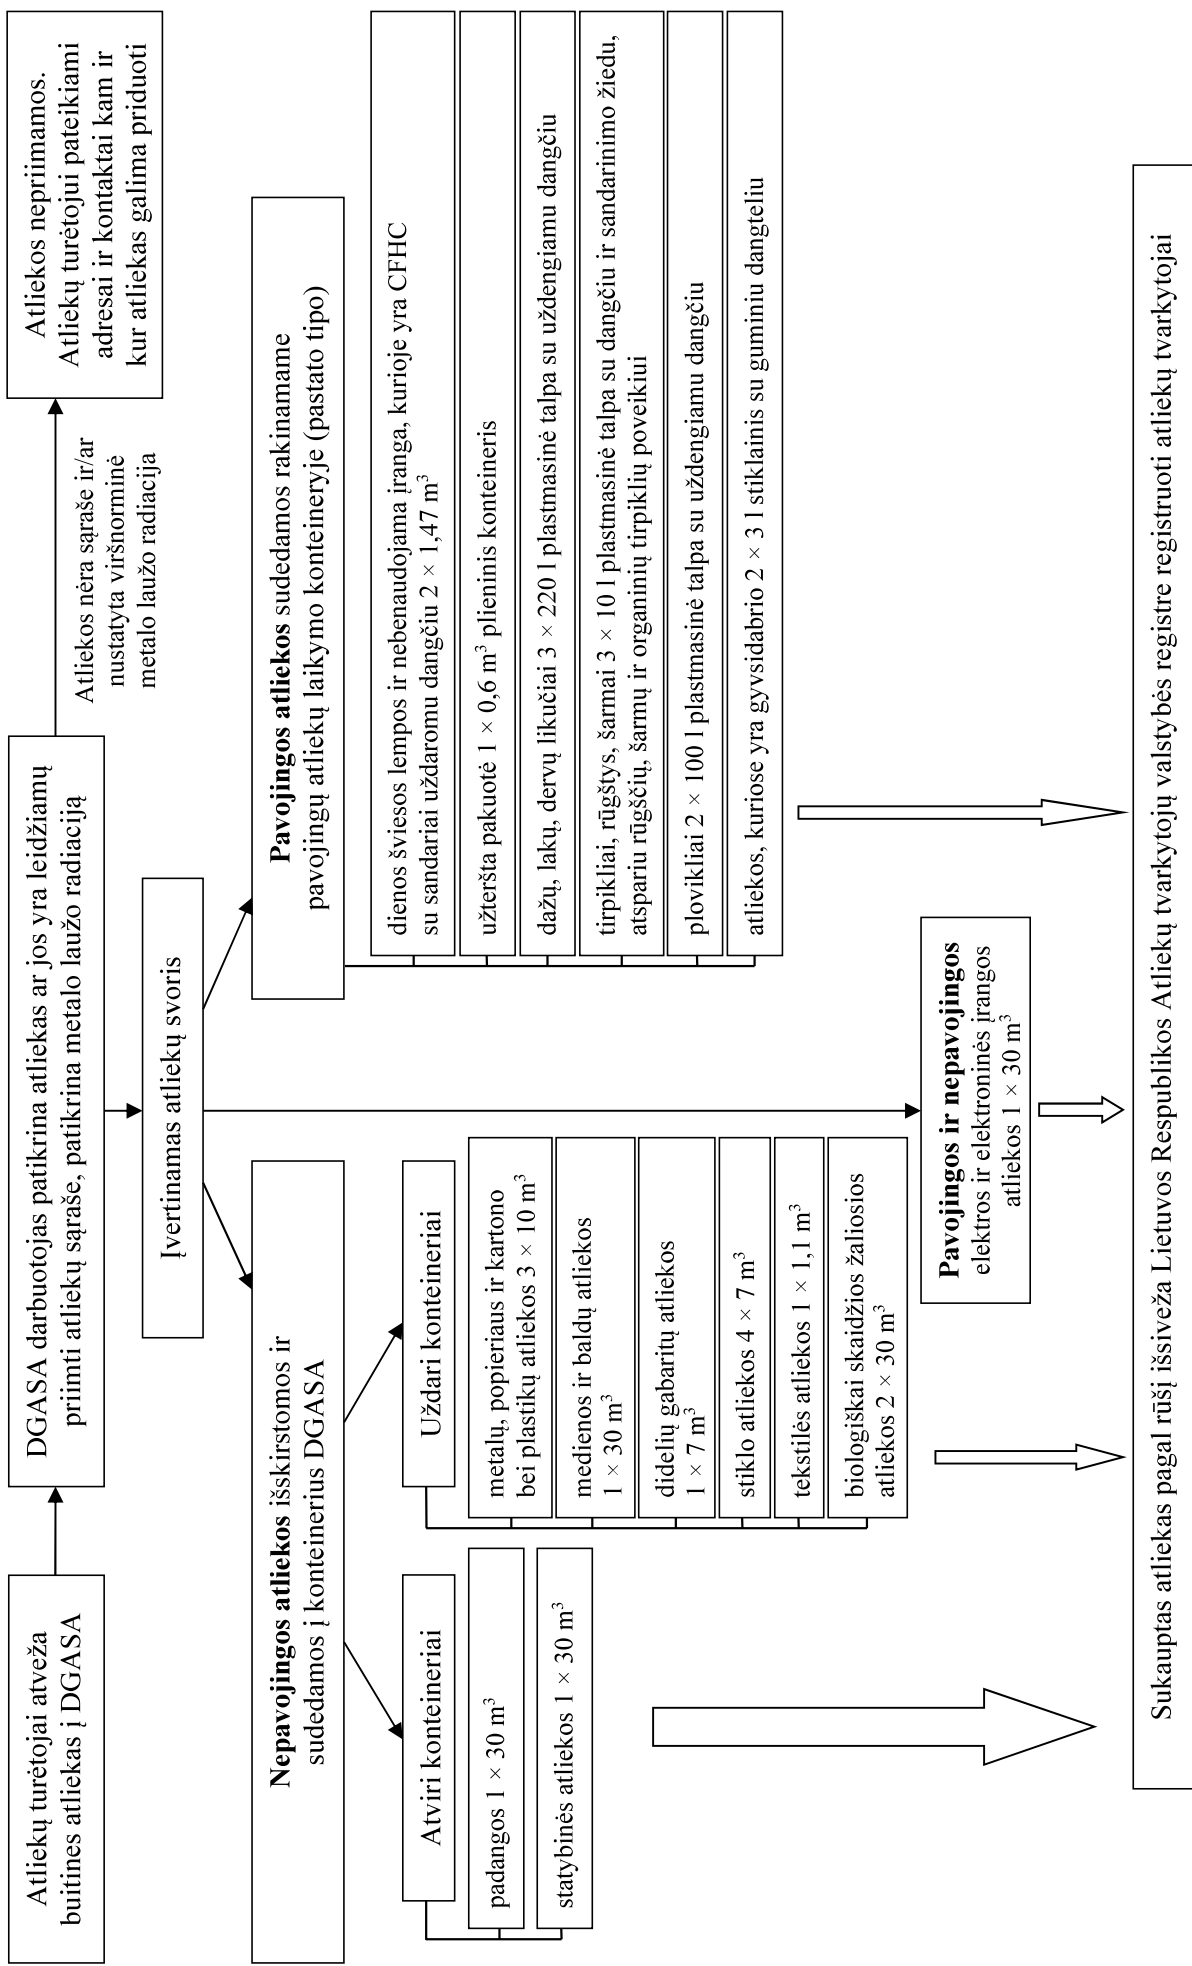 Atliekų turėtojai atveža
buitines atliekas į DGASA
DGASA darbuotojas patikrina atliekas ar jos yra leidžiamų
priimti atliekų sąraše, patikrina metalo laužo radiaciją
Atliekos nėra sąraše ir/ar
nustatyta viršnorminė
metalo laužo radiacija
Atliekos nepriimamos.
Atliekų turėtojui pateikiami
adresai ir kontaktai kam ir
kur atliekas galima priduoti
Įvertinamas atliekų svoris
Nepavojingos atliekos išskirstomos ir
sudedamos į konteinerius DGASA
Atviri konteineriai
padangos 1 × 30 m³
statybinės atliekos 1 × 30 m³
Uždari konteineriai
metalų, popieriaus ir kartono
bei plastikų atliekos 3 × 10 m³
medienos ir baldų atliekos
1 × 30 m³
didelių gabaritų atliekos
1 × 7 m³
stiklo atliekos 4 × 7 m³
tekstilės atliekos 1 × 1,1 m³
biologiškai skaidžios žaliosios
atliekos 2 × 30 m³
Pavojingos ir nepavojingos
elektros ir elektroninės įrangos
atliekos 1 × 30 m³
Pavojingos atliekos sudedamos rakinamame
pavojingų atliekų laikymo konteineryje (pastato tipo)
dienos šviesos lempos ir nebenaudojama įranga, kurioje yra CFHC
su sandariai uždaromu dangčiu 2 × 1,47 m³
užteršta pakuotė 1 × 0,6 m³ plieninis konteineris
dažų, lakų, dervų likučiai 3 × 220 l plastmasinė talpa su uždengiamu dangčiu
tirpikliai, rūgštys, šarmai 3 × 10 l plastmasinė talpa su dangčiu ir sandarinimo žiedu,
atspariu rūgščių, šarmų ir organinių tirpiklių poveikiui
plovikliai 2 × 100 l plastmasinė talpa su uždengiamu dangčiu
atliekos, kuriose yra gyvsidabrio 2 × 3 l stiklainis su guminiu dangteliu
Sukauptas atliekas pagal rūšį išsiveža Lietuvos Respublikos Atliekų tvarkytojų valstybės registre registruoti atliekų tvarkytojai